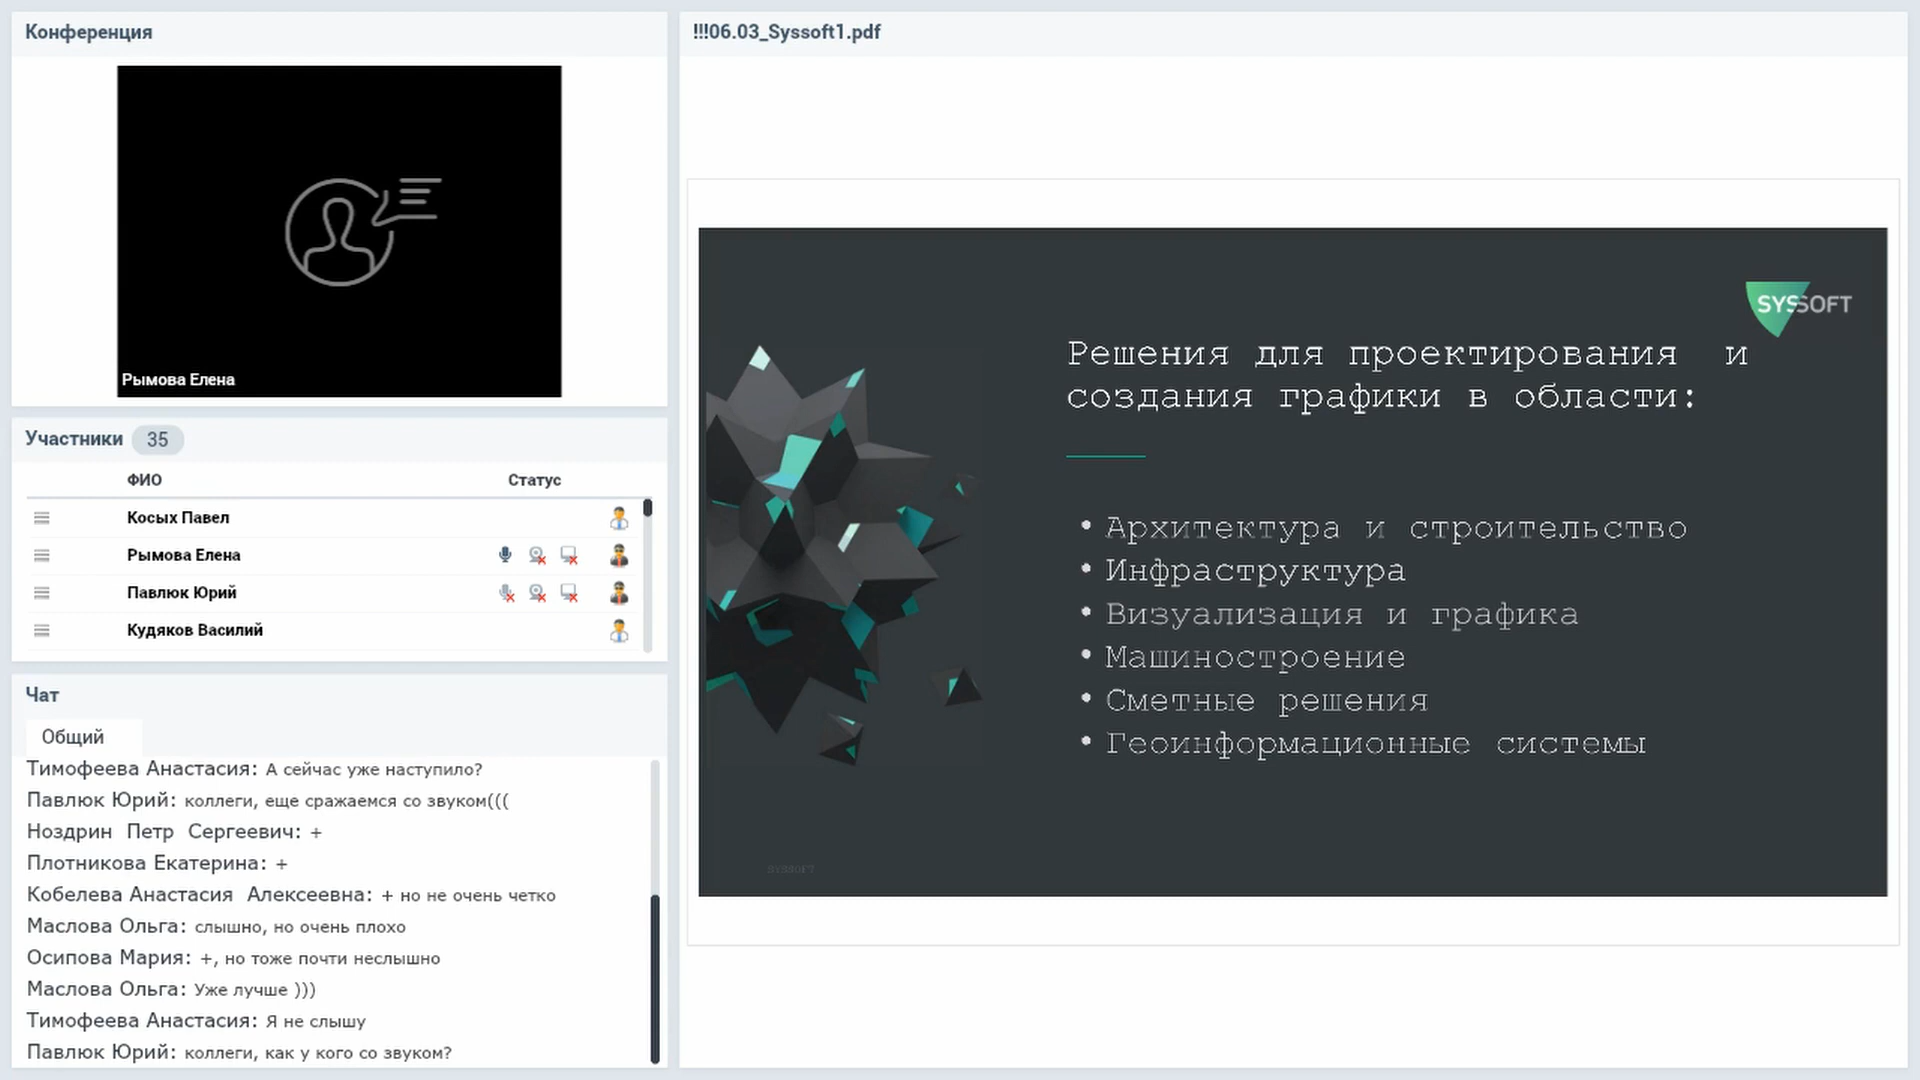 Конференция
Рымова Елена
Участники 35
ФИО Статус
Косых Павел
Рымова Елена
Павлюк Юрий
Кудяков Василий
Чат
Общий
Тимофеева Анастасия: А сейчас уже наступило?
Павлюк Юрий: коллеги, еще сражаемся со звуком(((
Ноздрин Петр Сергеевич: +
Плотникова Екатерина: +
Кобелева Анастасия Алексеевна: + но не очень четко
Маслова Ольга: слышно, но очень плохо
Осипова Мария: +, но тоже почти неслышно
Маслова Ольга: Уже лучше )))
Тимофеева Анастасия: Я не слышу
Павлюк Юрий: коллеги, как у кого со звуком?
!!!06.03_Syssoft1.pdf
SYSSOFT
Решения для проектирования и
создания графики в области:
• Архитектура и строительство
• Инфраструктура
• Визуализация и графика
• Машиностроение
• Сметные решения
• Геоинформационные системы
SYSSOFT